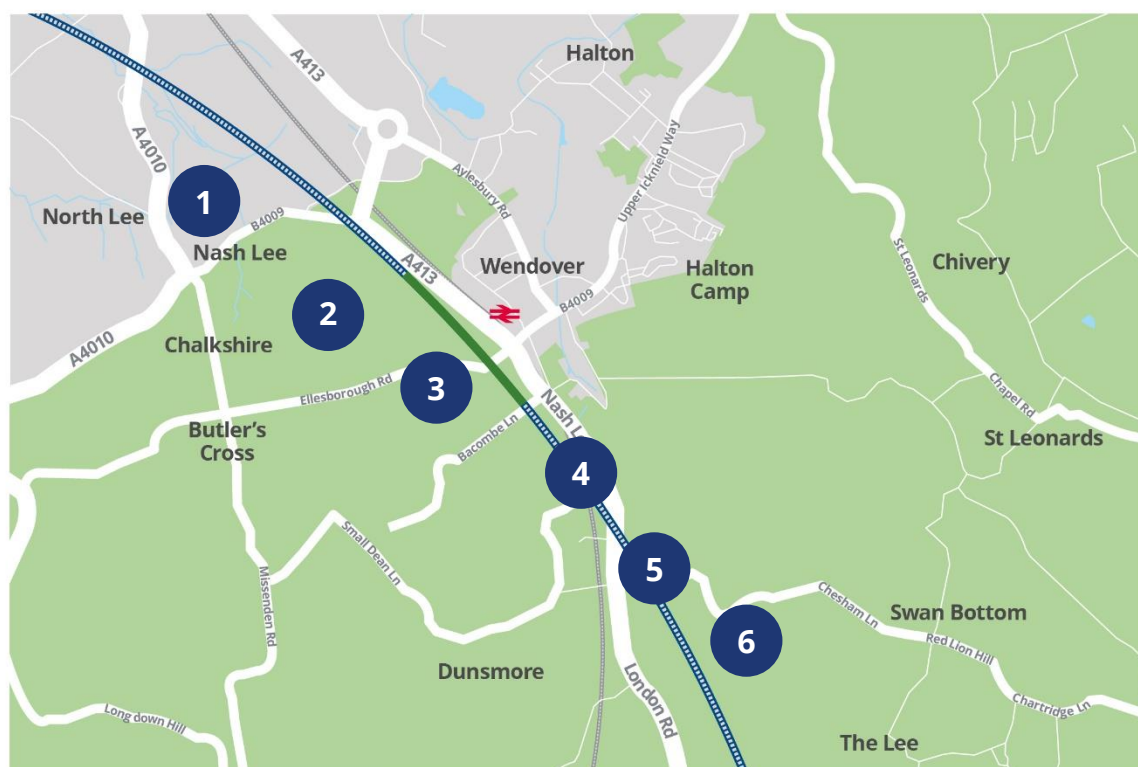 Halton
A413
A4010
Aylesbury Rd
Upper Icknield Way
1
North Lee
B4009
Nash Lee
A413
Wendover
Halton
Camp
St Leonards
Chivery
B4009
2
Chalkshire
A4010
3
Ellesborough Rd
Chapel Rd
Butler's
Cross
Nash L
St Leonards
Bacombe Ln
4
Small Dean Ln
Missenden Rd
5
Chesham Ln
Swan Bottom
6
Red Lion Hill
Dunsmore
London Rd
Chartridge Ln
Long down Hill
The Lee